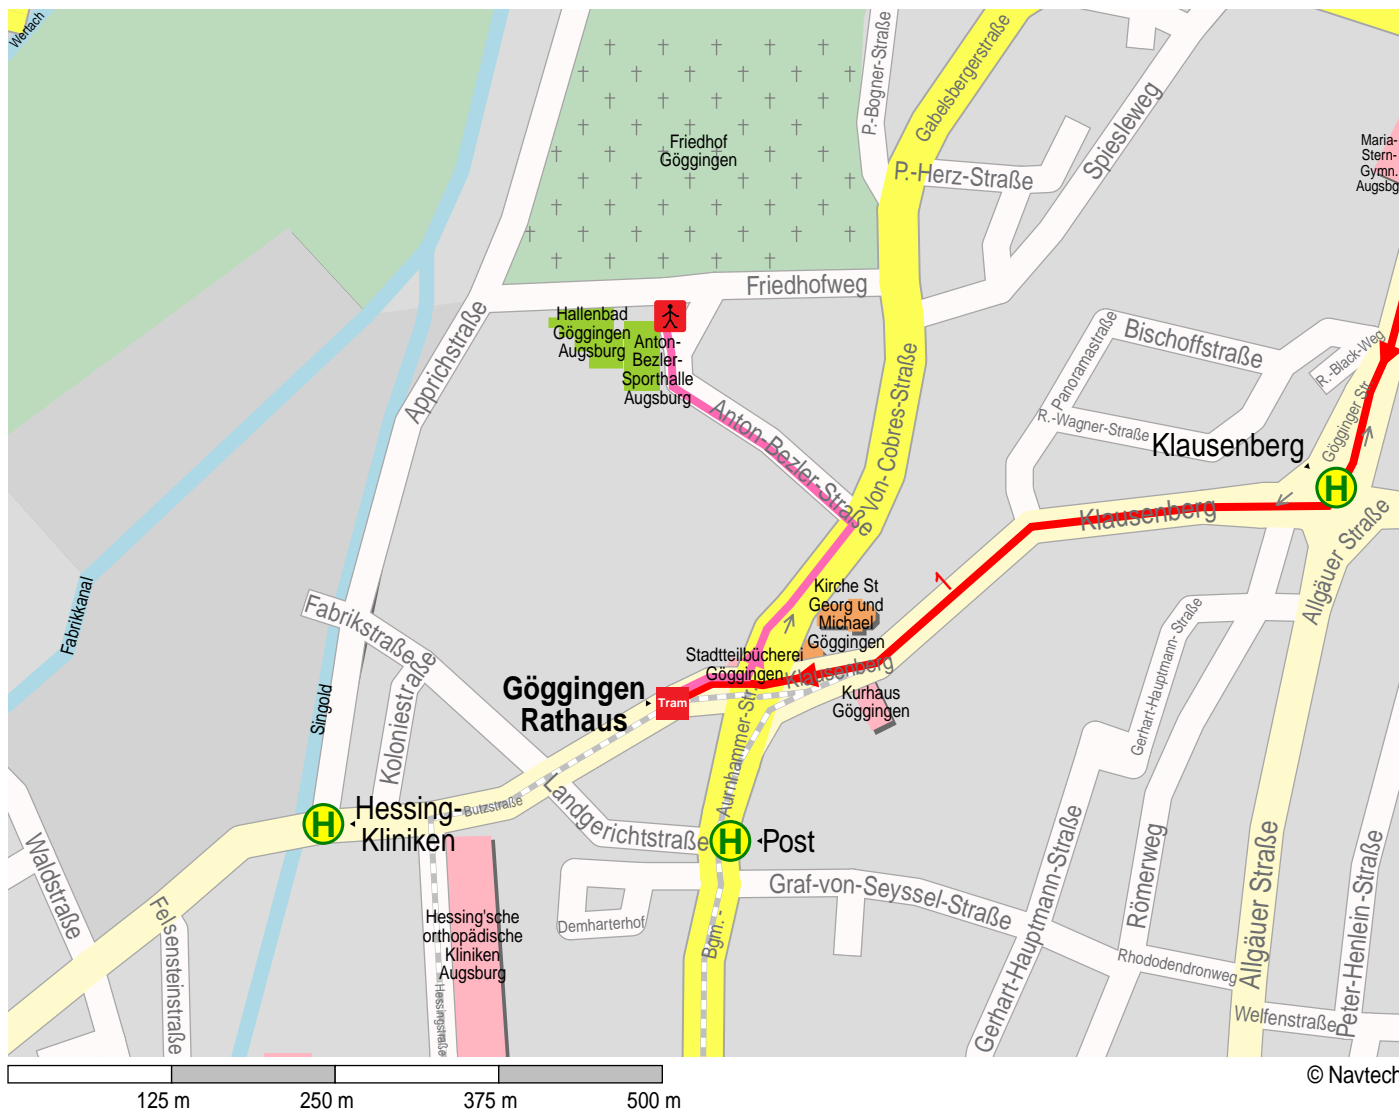 Wertach
Friedhof
Göggingen
P.-Bogner-Straße
Gabelsbergerstraße
Spiesleweg
P.-Herz-Straße
Maria-
Stern-
Gymn.
Augsbg
Friedhofweg
Hallenbad
Göggingen
Augsburg
Anton-
Bezler-
Sporthalle
Augsburg
Apprichstraße
Anton-Bezler-Straße
Von-Cobres-Straße
Panoramastraße
Bischoffstraße
R.-Black-Weg
R.-Wagner-Straße
Gögginger Str.
Klausenberg
H
Klausenberg
Allgäuer Straße
1
Kirche St
Georg und
Michael
Göggingen
Fabrikkanal
Fabrikstraße
Koloniestraße
Singold
Stadtteilbücherei
Göggingen
Klausenberg
Kurhaus
Göggingen
Göggingen
Rathaus
Tram
Gerhart-Hauptmann-Straße
Aurnhammer-Str.
Hessing-
Kliniken
H
Butzstraße
Landgerichtstraße
H
Post
Waldstraße
Felsensteinstraße
Hessing'sche
orthopädische
Kliniken
Augsburg
Hessingstraße
Demharterhof
Bgm.-
Graf-von-Seyssel-Straße
Gerhart-Hauptmann-Straße
Römerweg
Rhododendronweg
Allgäuer Straße
Welfenstraße
Peter-Henlein-Straße
125 m
250 m
375 m
500 m
© Navtech